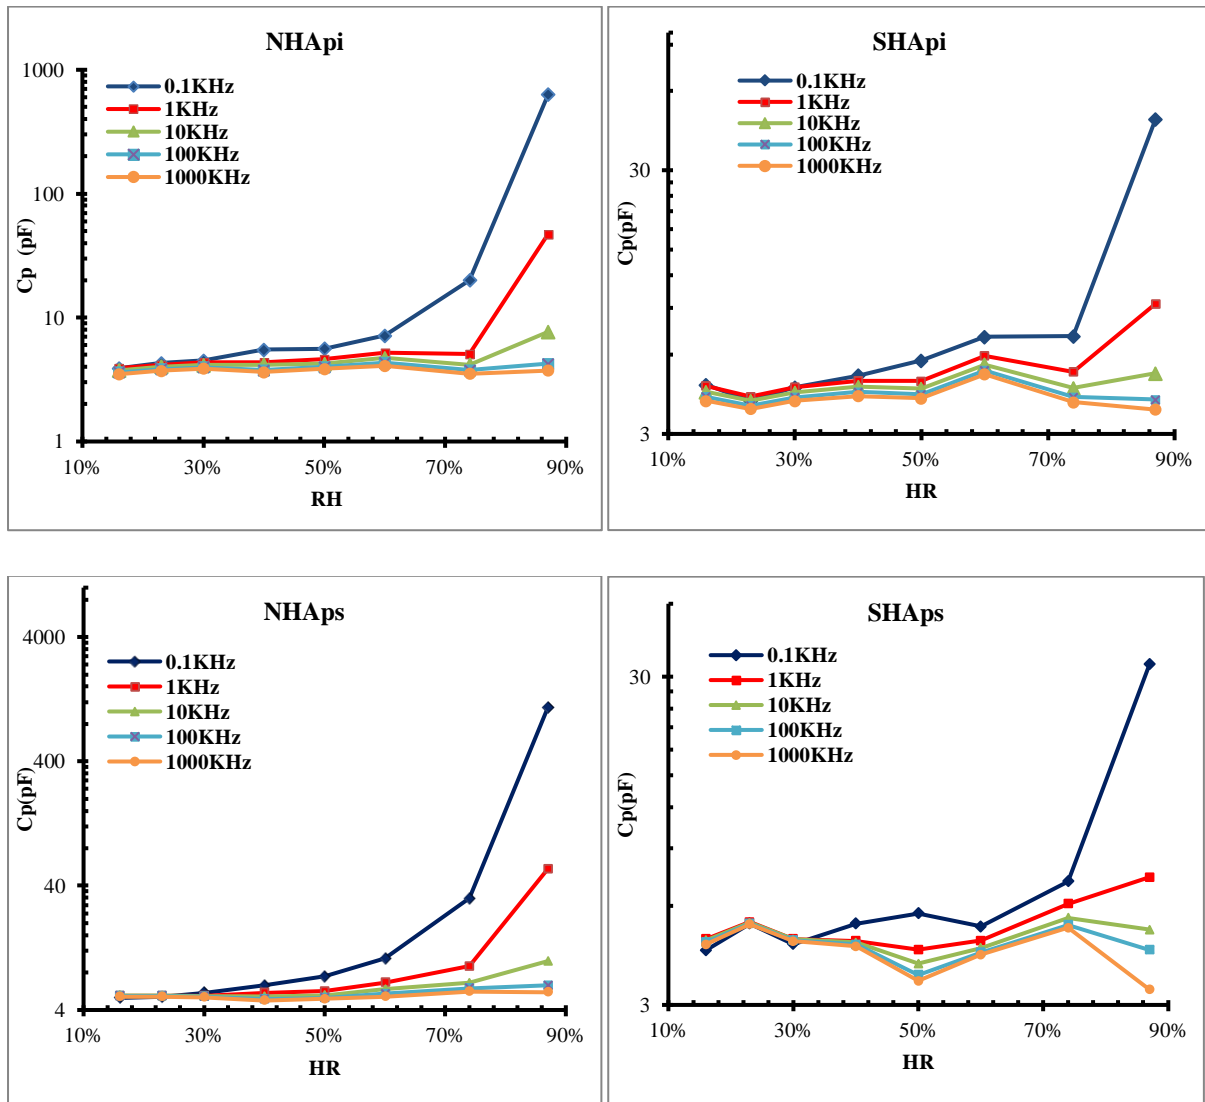 NHApi
1000
100
10
1
Cp (pF)
0.1KHz
1KHz
10KHz
100KHz
1000KHz
10% 30% 50% 70% 90%
RH
SHApi
30
3
Cp(pF)
0.1KHz
1KHz
10KHz
100KHz
1000KHz
10% 30% 50% 70% 90%
HR
NHAps
4000
400
40
4
Cp(pF)
0.1KHz
1KHz
10KHz
100KHz
1000KHz
10% 30% 50% 70% 90%
HR
SHAps
30
3
Cp(pF)
0.1KHz
1KHz
10KHz
100KHz
1000KHz
10% 30% 50% 70% 90%
HR